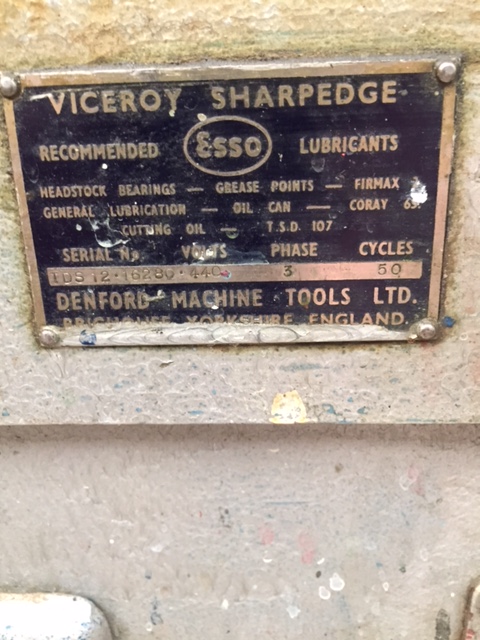 VICEROY SHARPEDGE
RECOMMENDED Esso LUBRICANTS
HEADSTOCK BEARINGS — GREASE POINTS — FIRMAX
GENERAL LUBRICATION — OIL CAN — CORAY
CUTTING OIL — T.S.D. 107
SERIAL No. VOLTS PHASE CYCLES
440 3 50
DENFORD MACHINE TOOLS LTD.
BRIGHOUSE YORKSHIRE ENGLAND.